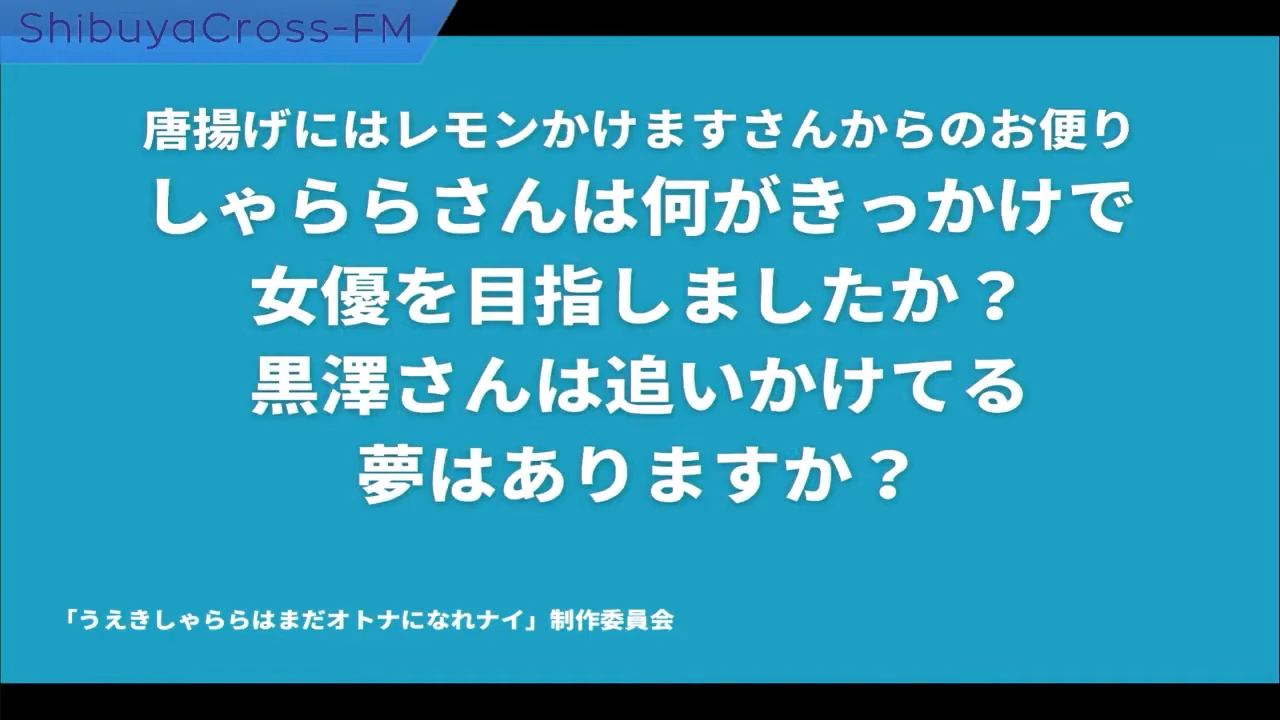 ShibuyaCross-FM
唐揚げにはレモンかけますさんからのお便り
しゃららさんは何がきっかけで
女優を目指しましたか？
黒澤さんは追いかけてる
夢はありますか？
「うえきしゃららはまだオトナになれナイ」制作委員会